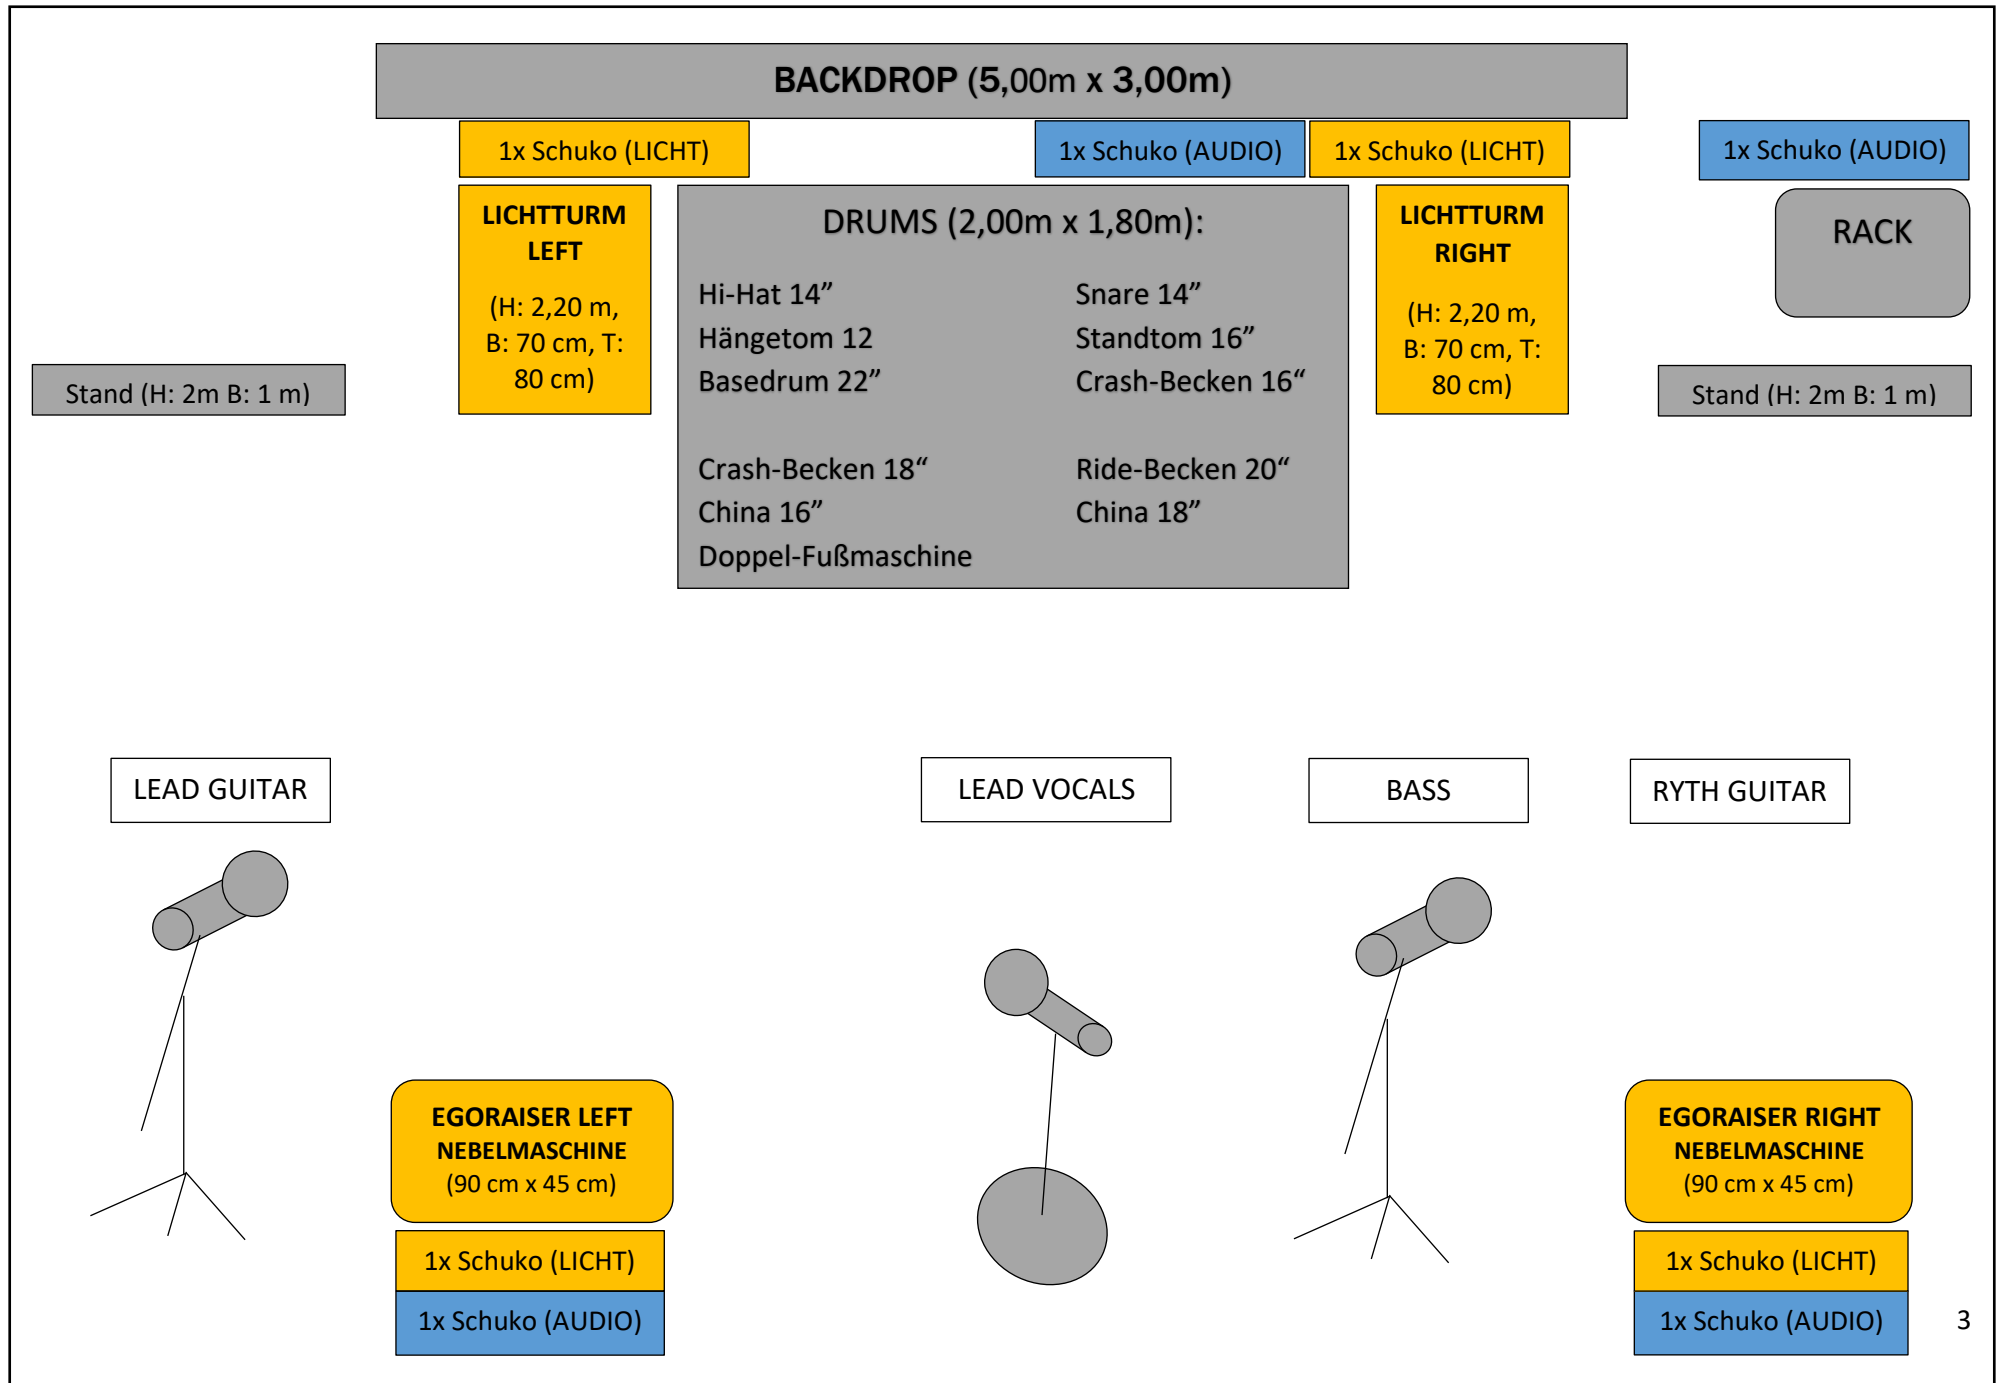 BACKDROP (5,00m x 3,00m)
1x Schuko (LICHT)
1x Schuko (AUDIO)
1x Schuko (LICHT)
1x Schuko (AUDIO)
LICHTTURM
LEFT
(H: 2,20 m,
B: 70 cm, T:
80 cm)
DRUMS (2,00m x 1,80m):
Hi-Hat 14” Snare 14”
Hängetom 12 Standtom 16”
Basedrum 22” Crash-Becken 16“
Crash-Becken 18“ Ride-Becken 20“
China 16” China 18”
Doppel-Fußmaschine
LICHTTURM
RIGHT
(H: 2,20 m,
B: 70 cm, T:
80 cm)
RACK
Stand (H: 2m B: 1 m)
Stand (H: 2m B: 1 m)
LEAD GUITAR
LEAD VOCALS
BASS
RYTH GUITAR
EGORAISER LEFT
NEBELMASCHINE
(90 cm x 45 cm)
1x Schuko (LICHT)
1x Schuko (AUDIO)
EGORAISER RIGHT
NEBELMASCHINE
(90 cm x 45 cm)
1x Schuko (LICHT)
1x Schuko (AUDIO)
3